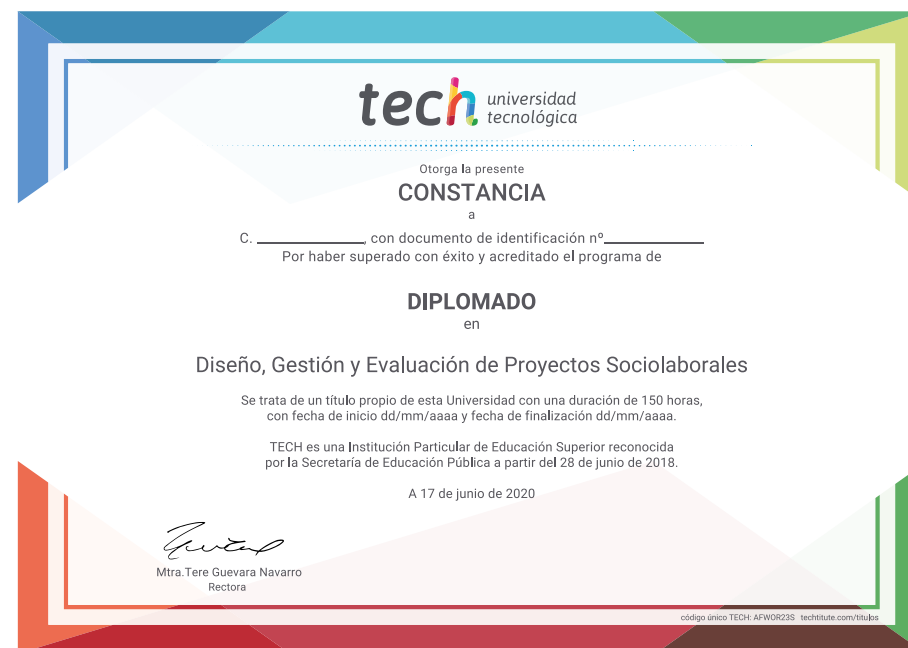 tech universidad
tecnológica
Otorga la presente
CONSTANCIA
a
C. ____________, con documento de identificación nº___________
Por haber superado con éxito y acreditado el programa de
DIPLOMADO
en
Diseño, Gestión y Evaluación de Proyectos Sociolaborales
Se trata de un título propio de esta Universidad con una duración de 150 horas,
con fecha de inicio dd/mm/aaaa y fecha de finalización dd/mm/aaaa.
TECH es una Institución Particular de Educación Superior reconocida
por la Secretaría de Educación Pública a partir del 28 de junio de 2018.
A 17 de junio de 2020
Mtra.Tere Guevara Navarro
Rectora
código único TECH: AFWOR23S techtitute.com/titulos